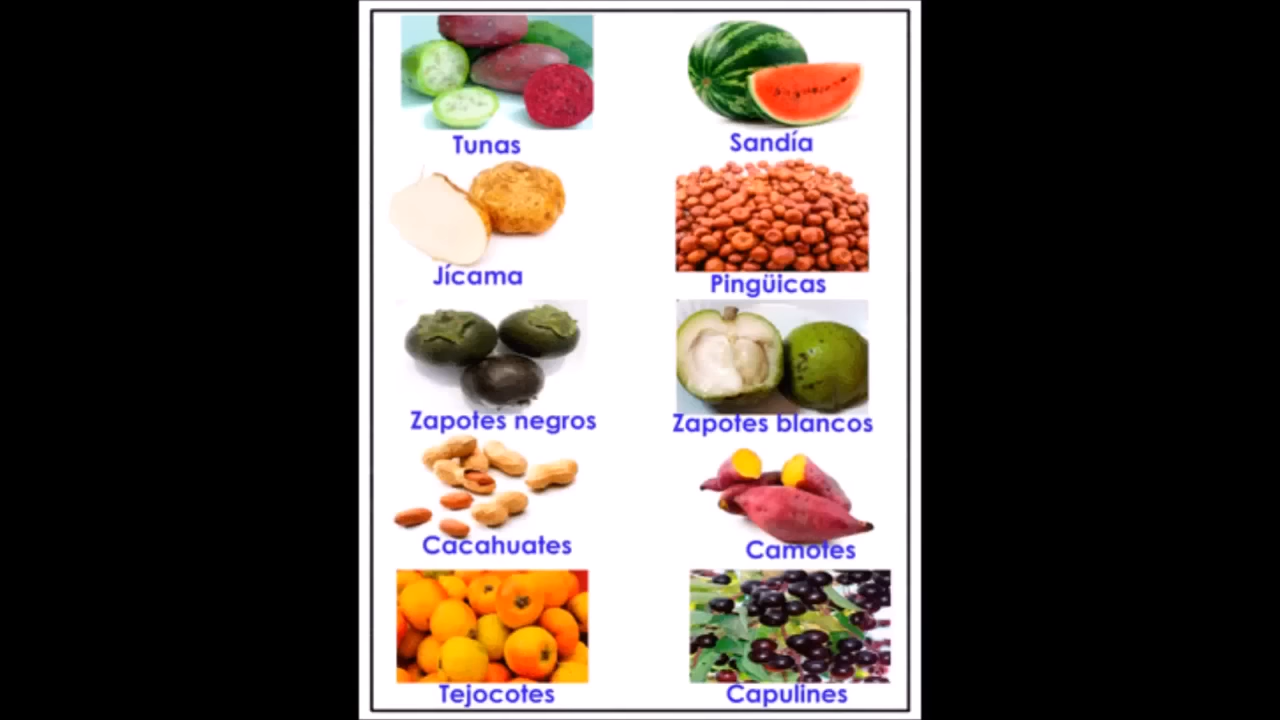 Tunas
Sandía
Jícama
Pingüicas
Zapotes negros
Zapotes blancos
Cacahuates
Camotes
Tejocotes
Capulines